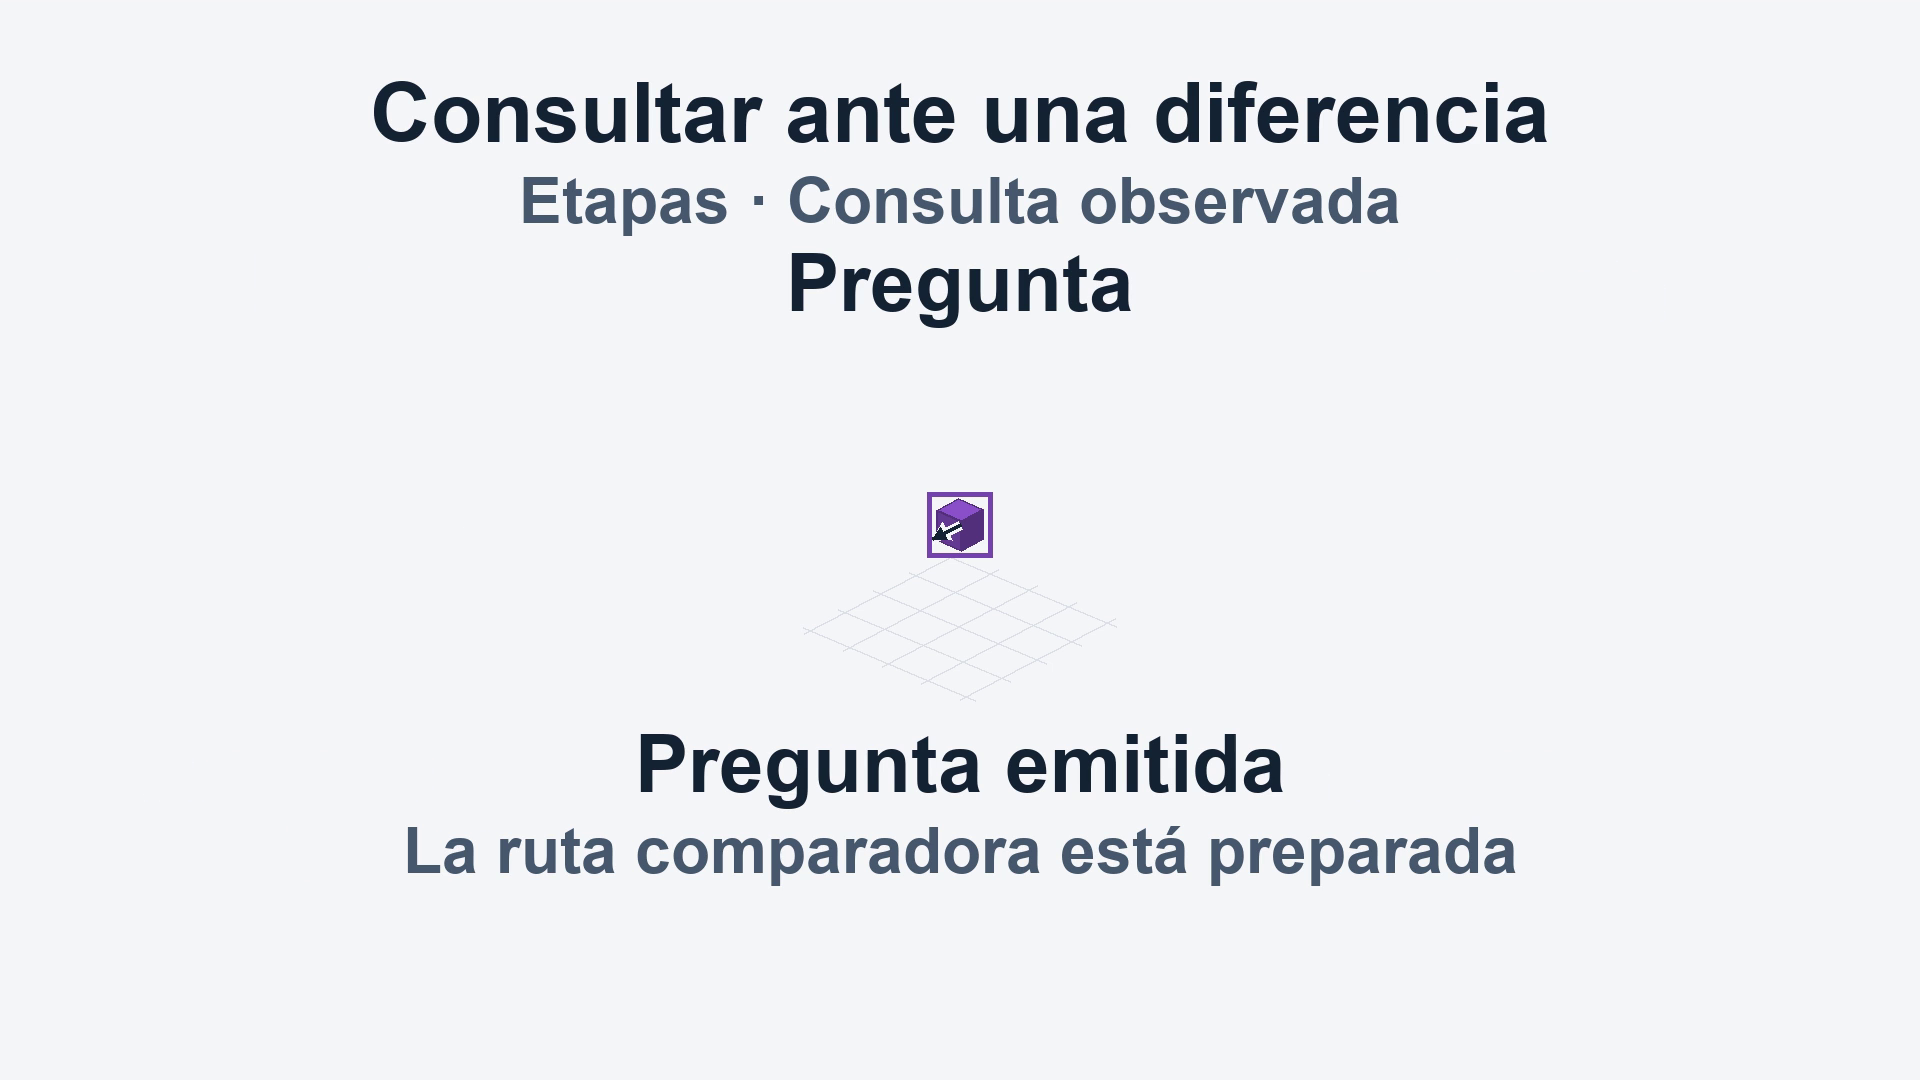 Consultar ante una diferencia
Etapas · Consulta observada
Pregunta
Pregunta emitida
La ruta comparadora está preparada